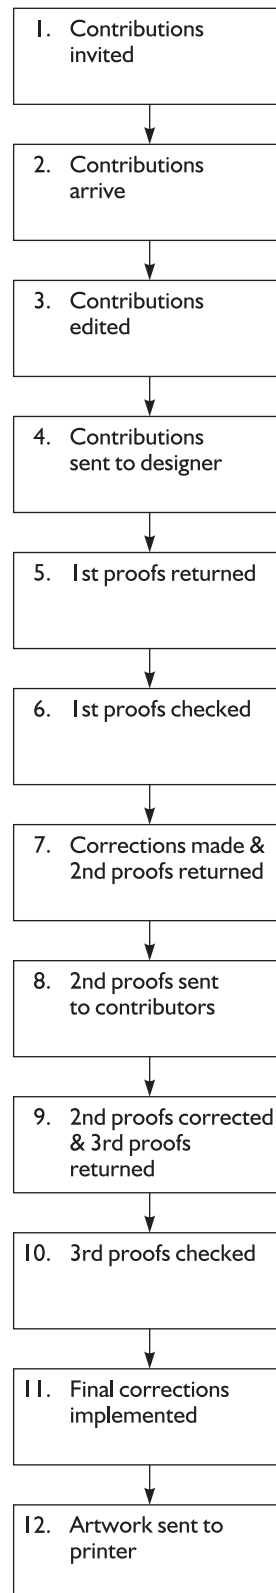 1. Contributions
invited
2. Contributions
arrive
3. Contributions
edited
4. Contributions
sent to designer
5. 1st proofs returned
6. 1st proofs checked
7. Corrections made &
2nd proofs returned
8. 2nd proofs sent
to contributors
9. 2nd proofs corrected
& 3rd proofs
returned
10. 3rd proofs checked
11. Final corrections
implemented
12. Artwork sent to
printer